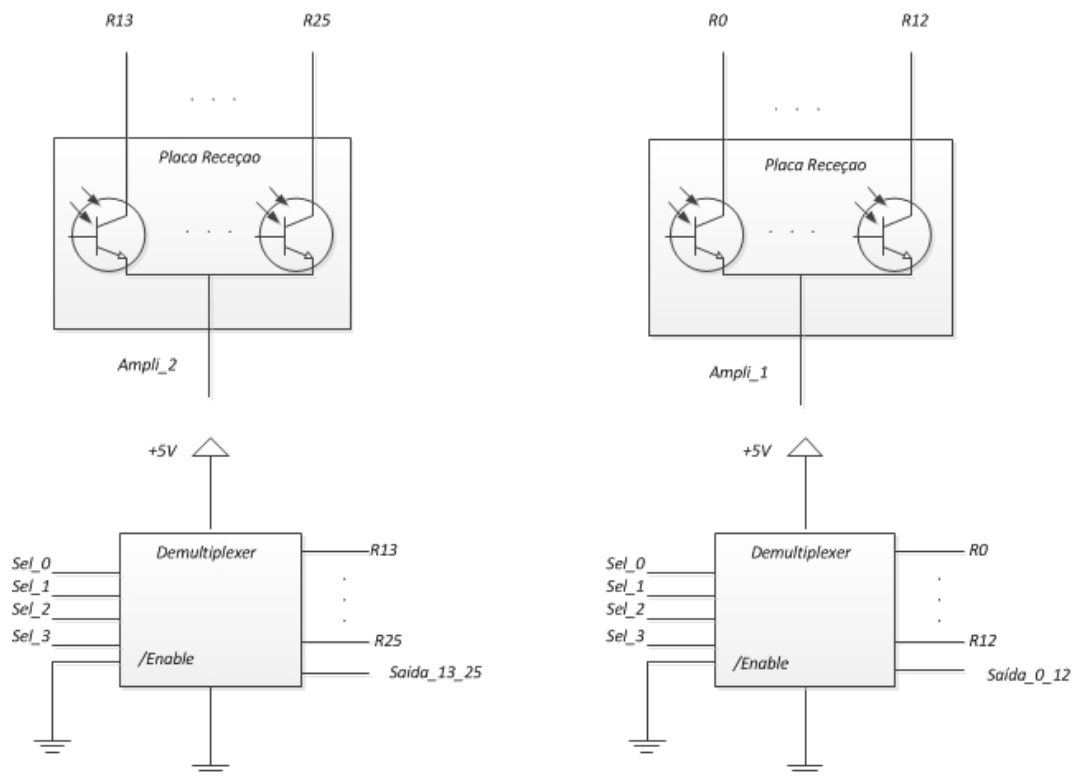 R13
R25
R0
R12
. . .
. . .
Placa Receçao
Placa Receçao
. . .
. . .
Ampli_2
Ampli_1
+5V
+5V
Demultiplexer
R13
Sel_0
Sel_1
Sel_2
Sel_3
R25
/Enable
Saida_13_25
Demultiplexer
R0
Sel_0
Sel_1
Sel_2
Sel_3
R12
/Enable
Saída_0_12